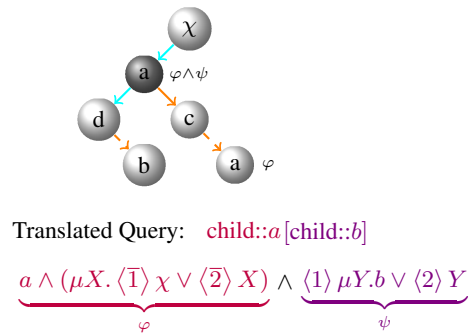 χ
a φ∧ψ
d c
b a φ
Translated Query: child::a[child::b]
a ∧ (μX. ⟨1̅⟩ χ ∨ ⟨2̅⟩ X) ∧ ⟨1⟩ μY.b ∨ ⟨2⟩ Y
φ ψ